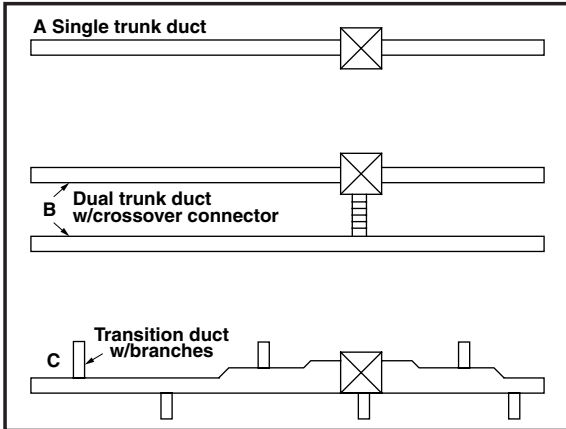 A Single trunk duct
B Dual trunk duct
w/crossover connector
C Transition duct
w/branches